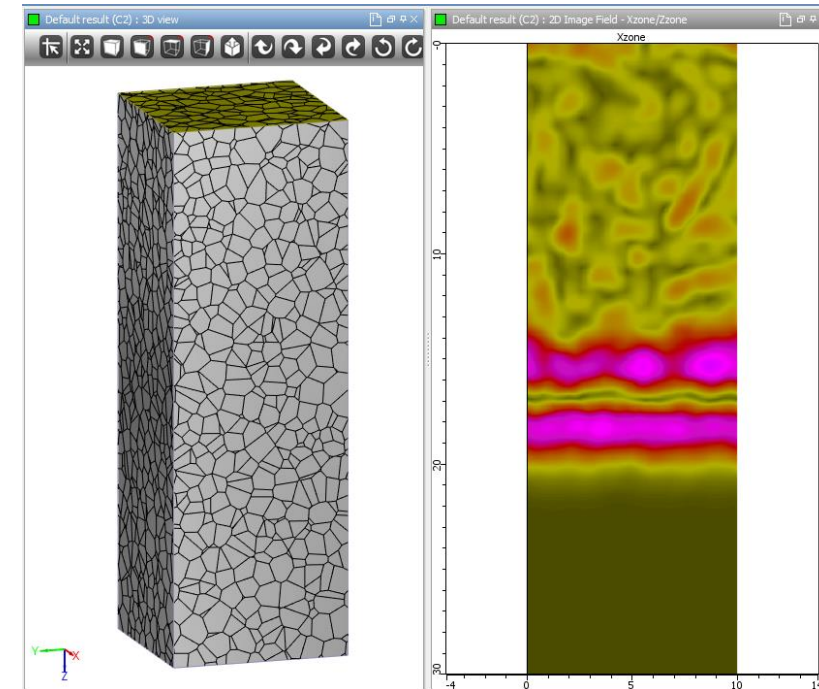 Default result (C2) : 3D view
Default result (C2) : 2D Image Field - Xzone/Zzone
Xzone
0
10
20
30
-4
0
5
10
14
Y
X
Z